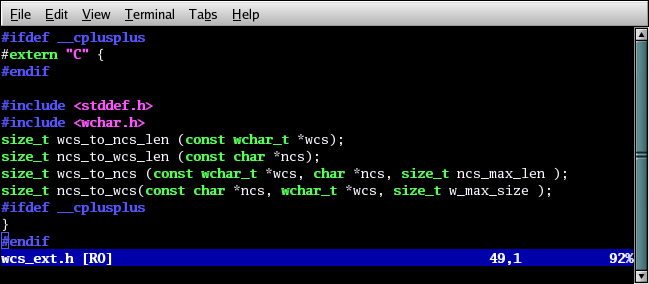 File Edit View Terminal Tabs Help
#ifdef __cplusplus
#extern "C" {
#endif
#include <stddef.h>
#include <wchar.h>
size_t wcs_to_ncs_len (const wchar_t *wcs);
size_t ncs_to_wcs_len (const char *ncs);
size_t wcs_to_ncs (const wchar_t *wcs, char *ncs, size_t ncs_max_len );
size_t ncs_to_wcs(const char *ncs, wchar_t *wcs, size_t w_max_size );
#ifdef __cplusplus
}
#endif
wcs_ext.h [RO] 49,1 92%